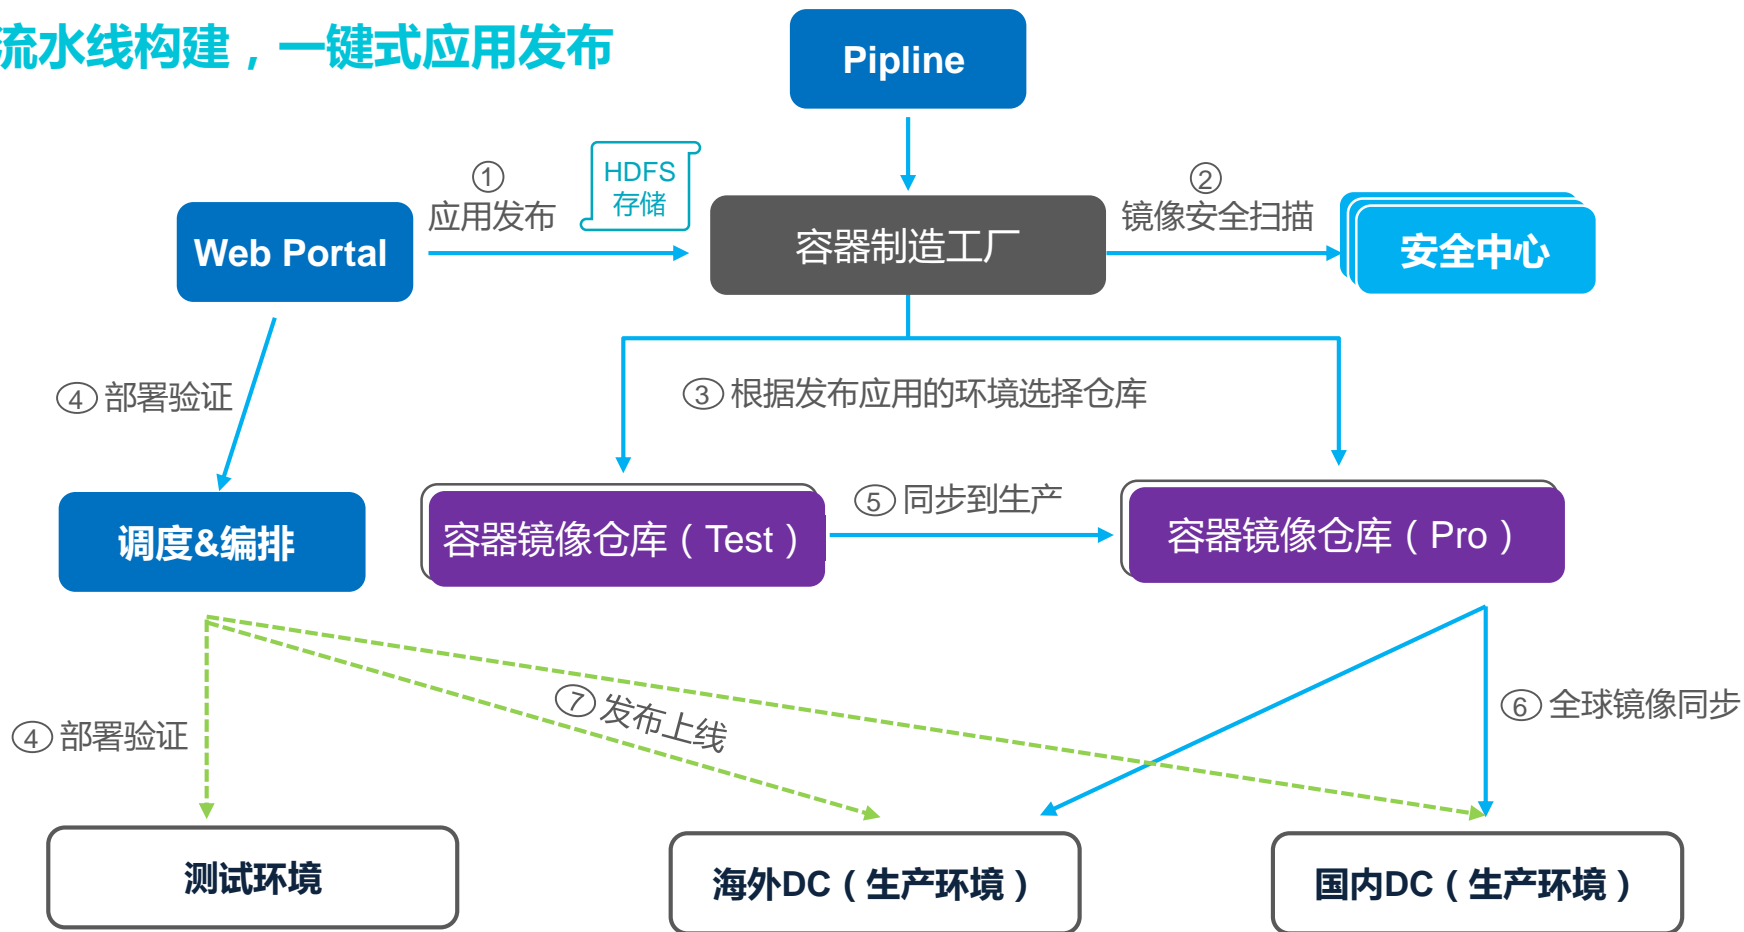 流水线构建，一键式应用发布
Pipline
①
应用发布
HDFS
存储
②
镜像安全扫描
Web Portal
容器制造工厂
安全中心
④ 部署验证
③ 根据发布应用的环境选择仓库
调度&编排
容器镜像仓库（Test）
⑤ 同步到生产
容器镜像仓库（Pro）
④ 部署验证
⑦ 发布上线
⑥ 全球镜像同步
测试环境
海外DC（生产环境）
国内DC（生产环境）